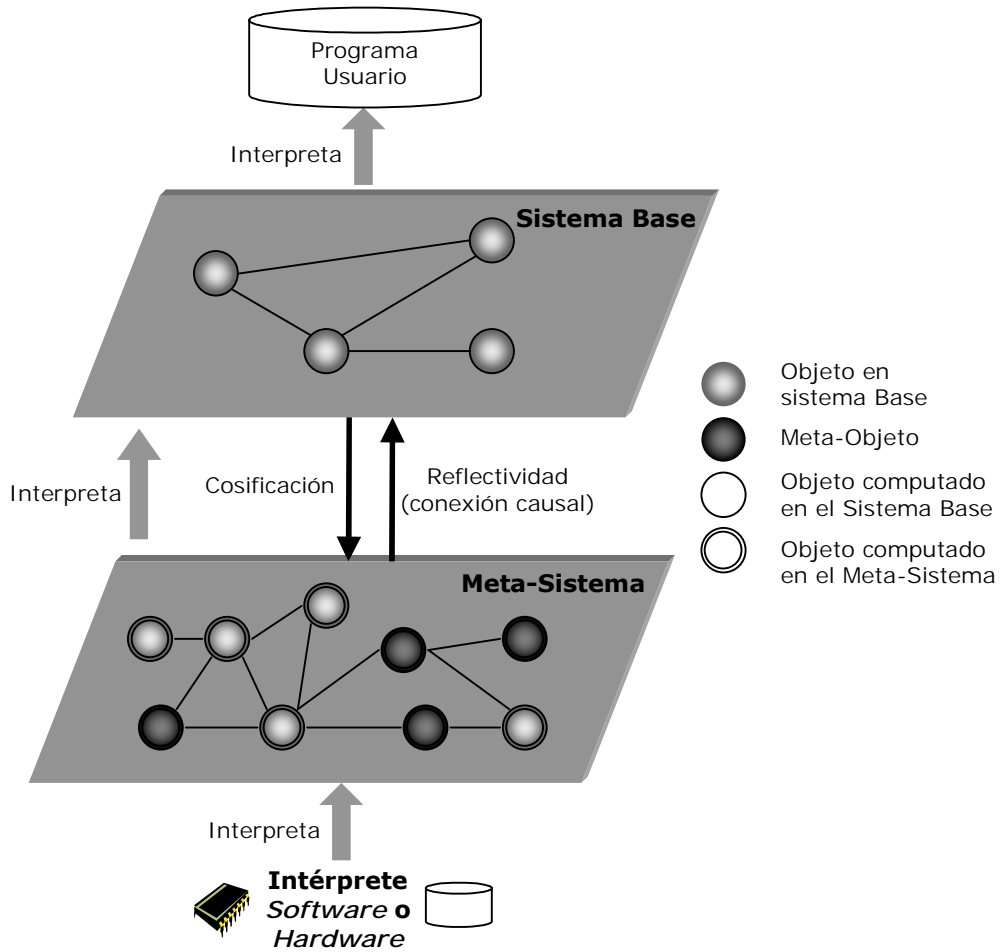 Programa
Usuario
Interpreta
Sistema Base
Objeto en
sistema Base
Meta-Objeto
Objeto computado
en el Sistema Base
Objeto computado
en el Meta-Sistema
Interpreta
Cosificación
Reflectividad
(conexión causal)
Meta-Sistema
Interpreta
Intérprete
Software o
Hardware